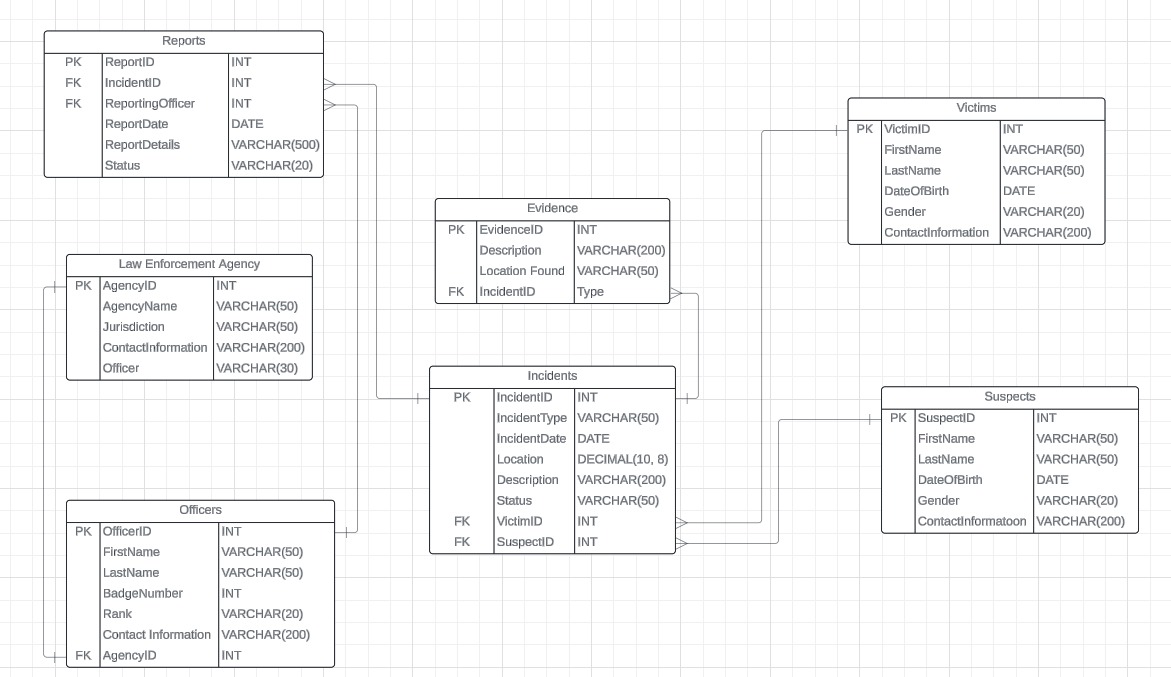 Reports
PK ReportID INT
FK IncidentID INT
FK ReportingOfficer INT
ReportDate DATE
ReportDetails VARCHAR(500)
Status VARCHAR(20)
Victims
PK VictimID INT
FirstName VARCHAR(50)
LastName VARCHAR(50)
DateOfBirth DATE
Gender VARCHAR(20)
ContactInformation VARCHAR(200)
Evidence
PK EvidenceID INT
Description VARCHAR(200)
Location Found VARCHAR(50)
FK IncidentID Type
Law Enforcement Agency
PK AgencyID INT
AgencyName VARCHAR(50)
Jurisdiction VARCHAR(50)
ContactInformation VARCHAR(200)
Officer VARCHAR(30)
Incidents
PK IncidentID INT
IncidentType VARCHAR(50)
IncidentDate DATE
Location DECIMAL(10, 8)
Description VARCHAR(200)
Status VARCHAR(50)
FK VictimID INT
FK SuspectID INT
Suspects
PK SuspectID INT
FirstName VARCHAR(50)
LastName VARCHAR(50)
DateOfBirth DATE
Gender VARCHAR(20)
ContactInformatoon VARCHAR(200)
Officers
PK OfficerID INT
FirstName VARCHAR(50)
LastName VARCHAR(50)
BadgeNumber INT
Rank VARCHAR(20)
Contact Information VARCHAR(200)
FK AgencyID INT